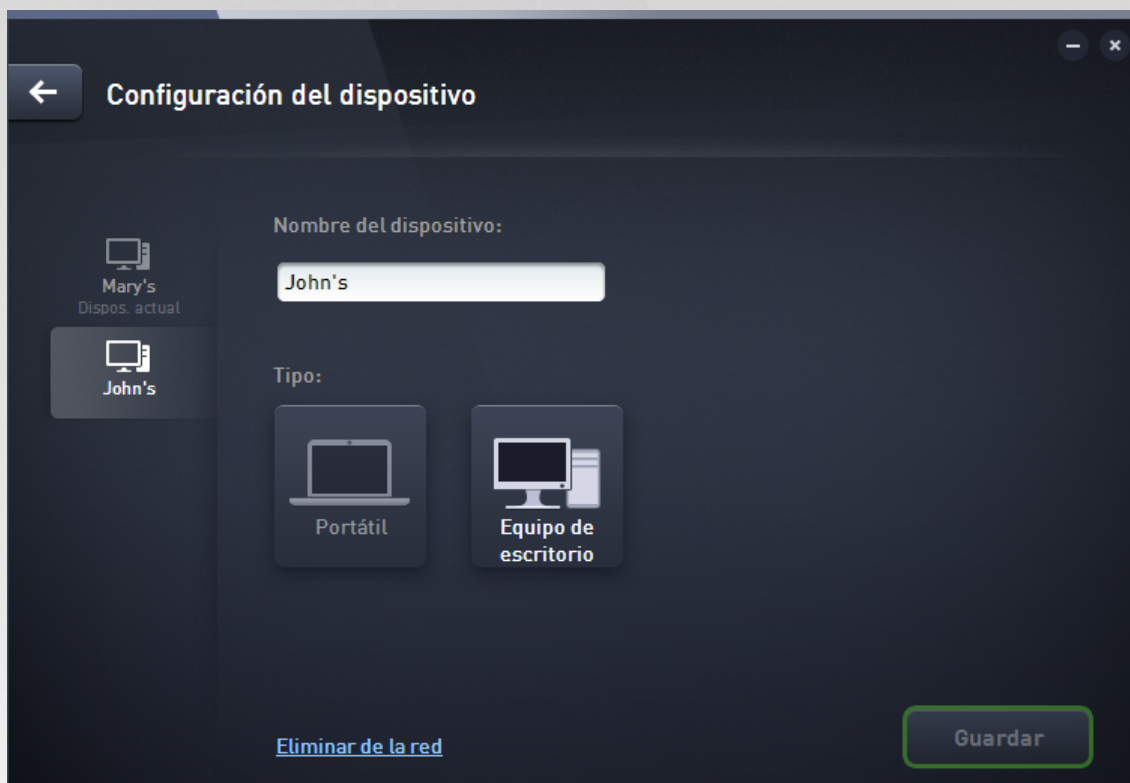 Configuración del dispositivo
Mary's
Dispos. actual
John's
Nombre del dispositivo:
John's
Tipo:
Portátil
Equipo de
escritorio
Eliminar de la red
Guardar